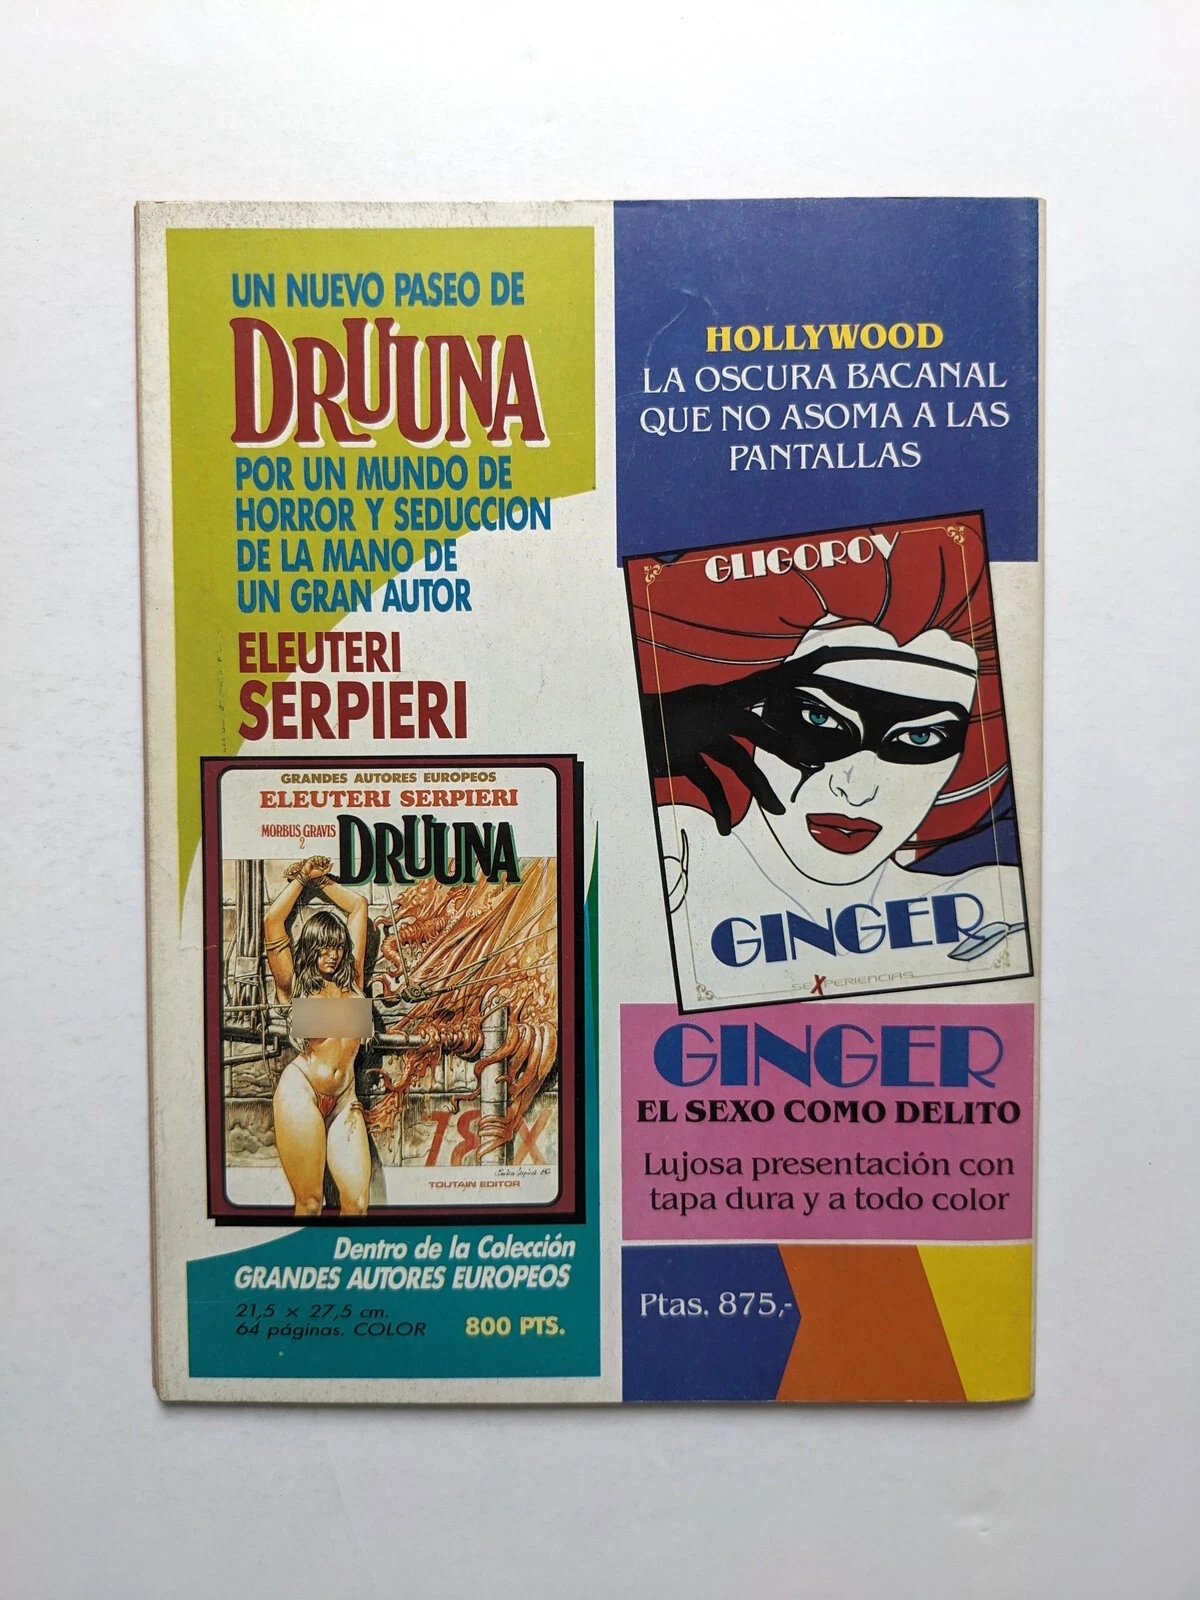 UN NUEVO PASEO DE
DRUUNA
POR UN MUNDO DE
HORROR Y SEDUCCION
DE LA MANO DE
UN GRAN AUTOR
ELEUTERI
SERPIERI
GRANDES AUTORES EUROPEOS
ELEUTERI SERPIERI
MORBUS GRAVIS
2
DRUUNA
TOUTAIN EDITOR
Dentro de la Colección
GRANDES AUTORES EUROPEOS
21,5 × 27,5 cm.
64 páginas. COLOR
800 PTS.
HOLLYWOOD
LA OSCURA BACANAL
QUE NO ASOMA A LAS
PANTALLAS
GLIGOROV
GINGER
SEXPERIENCIAS
GINGER
EL SEXO COMO DELITO
Lujosa presentación con
tapa dura y a todo color
Ptas. 875,-